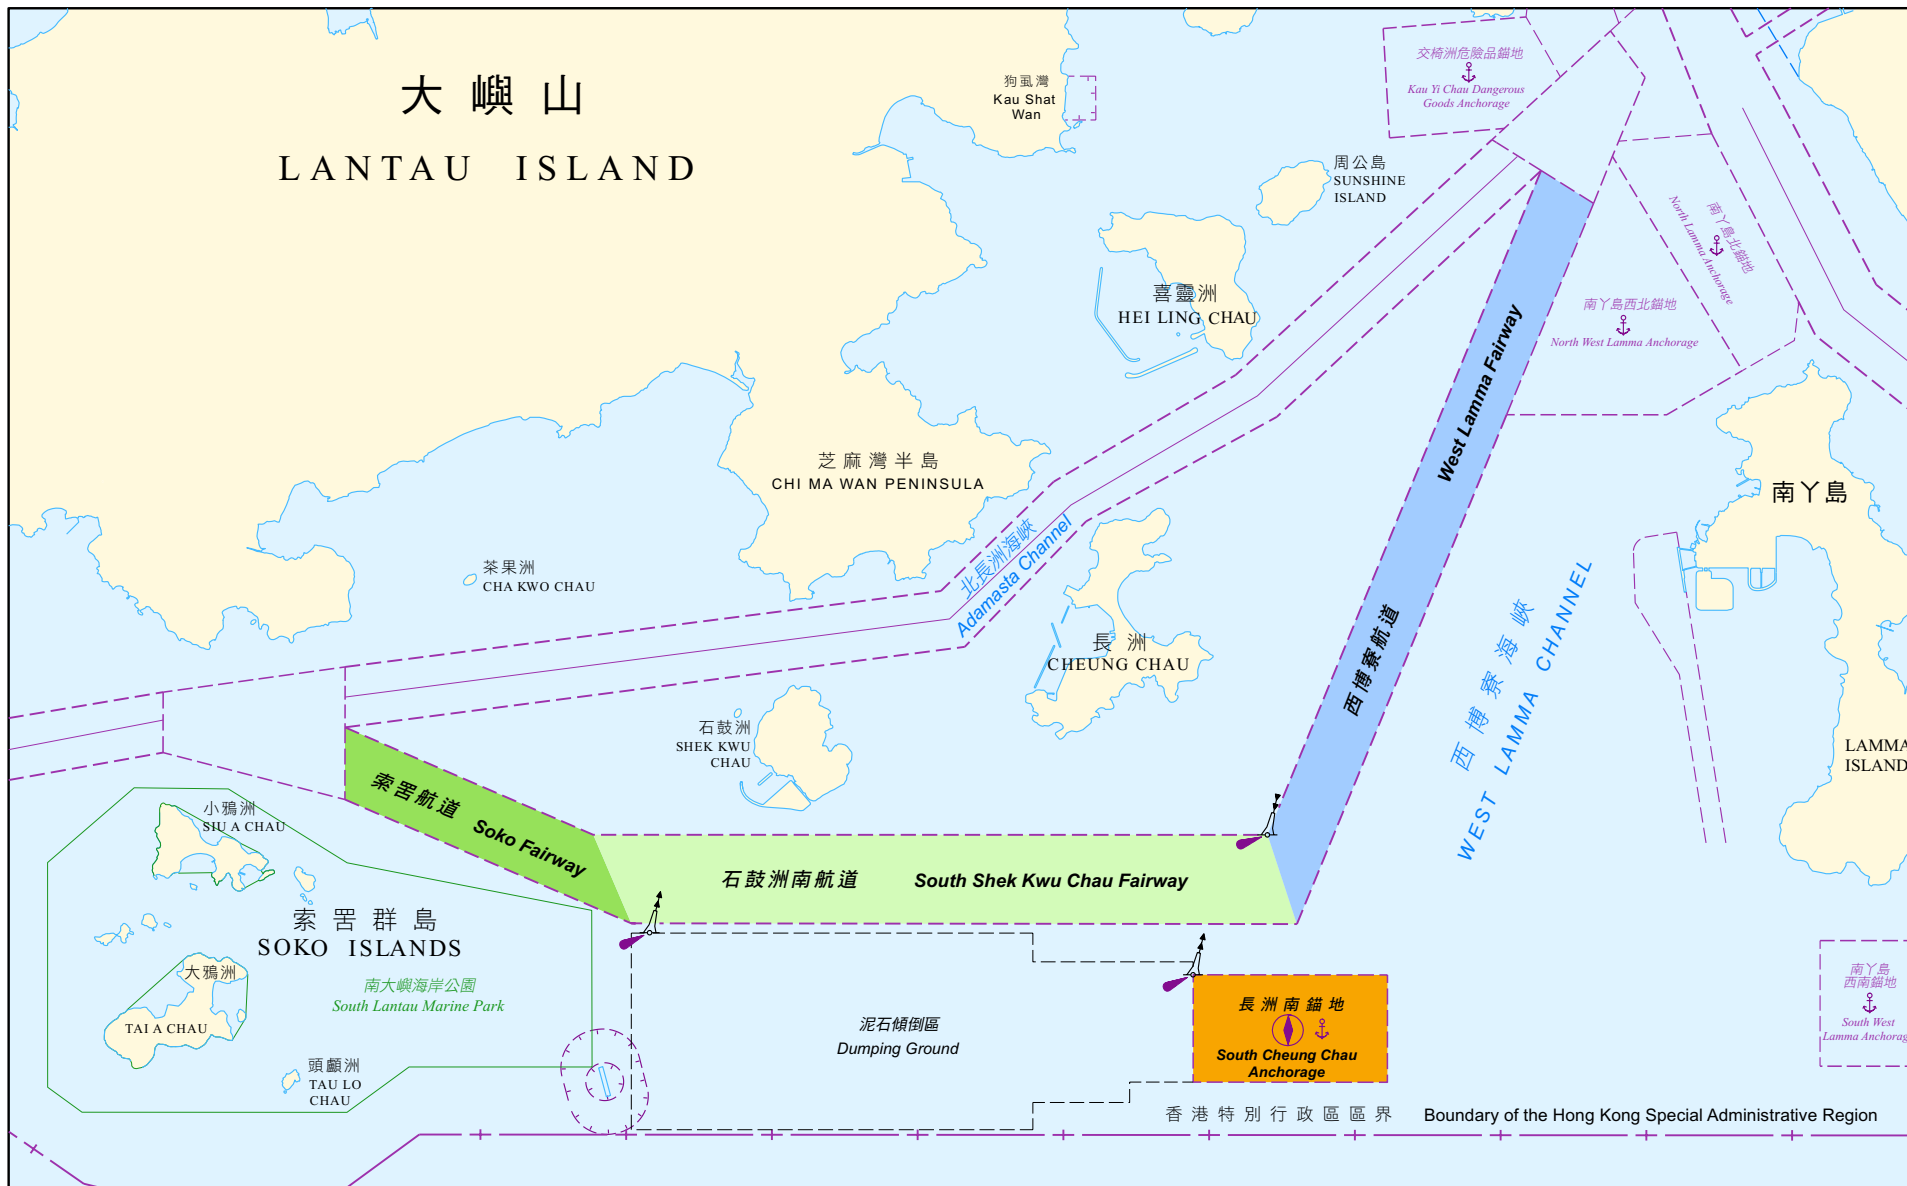 大嶼山
LANTAU ISLAND
狗虱灣
Kau Shat
Wan
交椅洲危險品錨地
Kau Yi Chau Dangerous
Goods Anchorage
周公島
SUNSHINE
ISLAND
南丫島北錨地
North Lamma Anchorage
喜靈洲
HEI LING CHAU
南丫島西北錨地
North West Lamma Anchorage
West Lamma Fairway
西博寮航道
芝麻灣半島
CHI MA WAN PENINSULA
南丫島
北長洲海峽
Adamasta Channel
茶果洲
CHA KWO CHAU
長洲
CHEUNG CHAU
西博寮海峽
WEST LAMMA CHANNEL
石鼓洲
SHEK KWU
CHAU
LAMMA
ISLAND
索罟航道 Soko Fairway
小鴉洲
SIU A CHAU
石鼓洲南航道 South Shek Kwu Chau Fairway
索罟群島
SOKO ISLANDS
大鴉洲
TAI A CHAU
南大嶼海岸公園
South Lantau Marine Park
頭顱洲
TAU LO
CHAU
泥石傾倒區
Dumping Ground
長洲南錨地
South Cheung Chau
Anchorage
南丫島
西南錨地
South West
Lamma Anchorag
香港特別行政區區界 Boundary of the Hong Kong Special Administrative Region